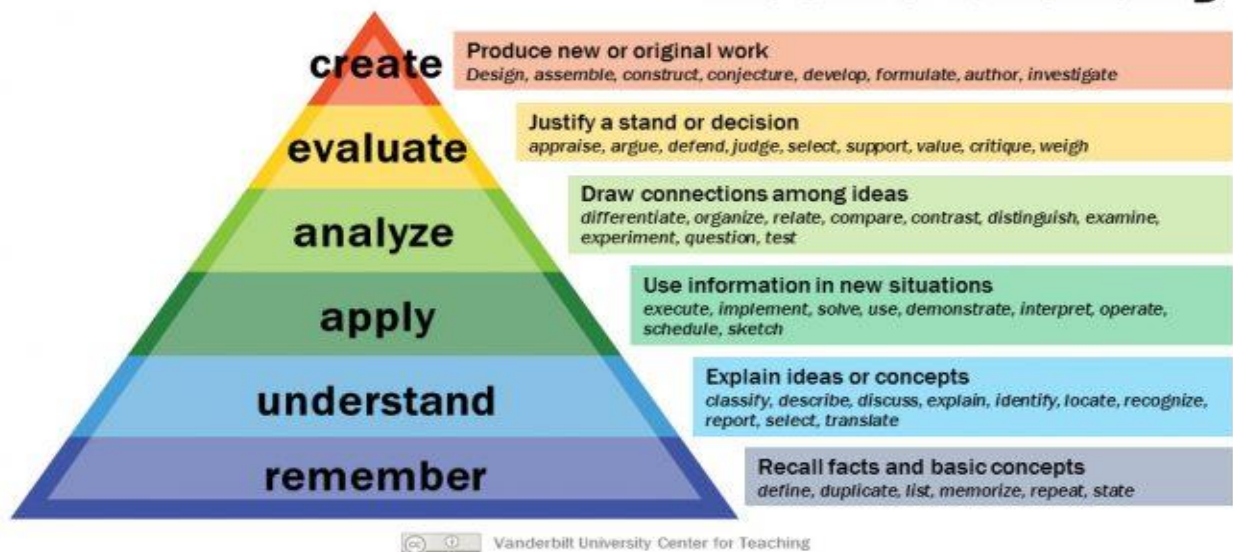 create
Produce new or original work
Design, assemble, construct, conjecture, develop, formulate, author, investigate
evaluate
Justify a stand or decision
appraise, argue, defend, judge, select, support, value, critique, weigh
analyze
Draw connections among ideas
differentiate, organize, relate, compare, contrast, distinguish, examine,
experiment, question, test
apply
Use information in new situations
execute, implement, solve, use, demonstrate, interpret, operate,
schedule, sketch
understand
Explain ideas or concepts
classify, describe, discuss, explain, identify, locate, recognize,
report, select, translate
remember
Recall facts and basic concepts
define, duplicate, list, memorize, repeat, state
cc
Vanderbilt University Center for Teaching